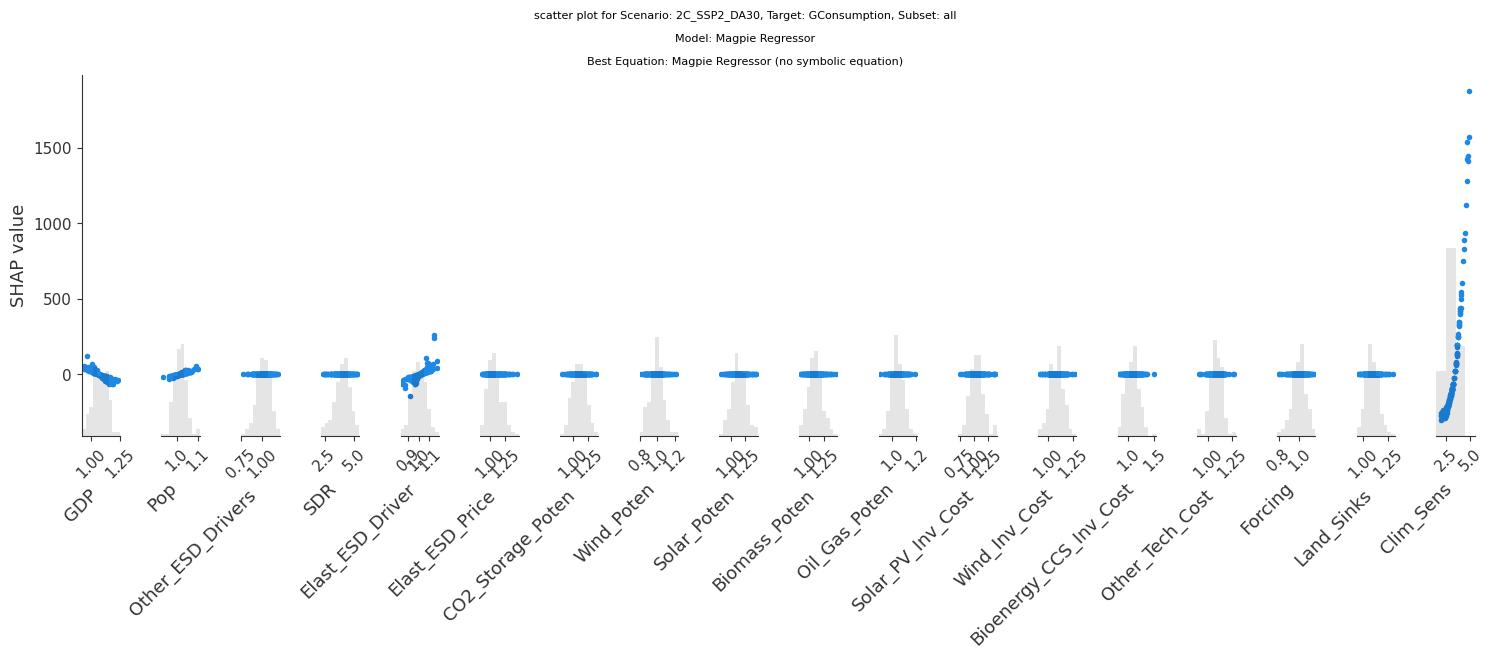 scatter plot for Scenario: 2C_SSP2_DA30, Target: GConsumption, Subset: all
Model: Magpie Regressor
Best Equation: Magpie Regressor (no symbolic equation)
SHAP value
1500
1000
500
0
1.00 1.25
1.0 1.1
0.75 1.00
2.5 5.0
0.9 1.0 1.1
1.00 1.25
1.00 1.25
0.8 1.0 1.2
1.00 1.25
1.00 1.25
1.0 1.2
0.75 1.00 1.25
1.00 1.25
1.0 1.5
1.00 1.25
0.8 1.0
1.00 1.25
2.5 5.0
GDP
Pop
Other_ESD_Drivers
SDR
Elast_ESD_Driver
Elast_ESD_Price
CO2_Storage_Poten
Wind_Poten
Solar_Poten
Biomass_Poten
Oil_Gas_Poten
Solar_PV_Inv_Cost
Wind_Inv_Cost
Bioenergy_CCS_Inv_Cost
Other_Tech_Cost
Forcing
Land_Sinks
Clim_Sens